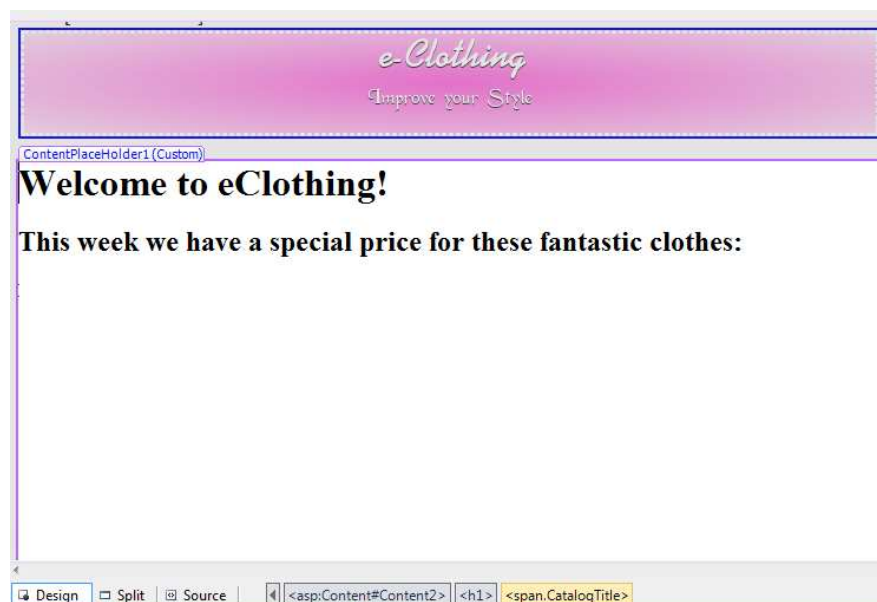 e-Clothing
Improve your Style
ContentPlaceHolder1 (Custom)
Welcome to eClothing!
This week we have a special price for these fantastic clothes:
Design Split Source <asp:Content#Content2> <h1> <span.CatalogTitle>